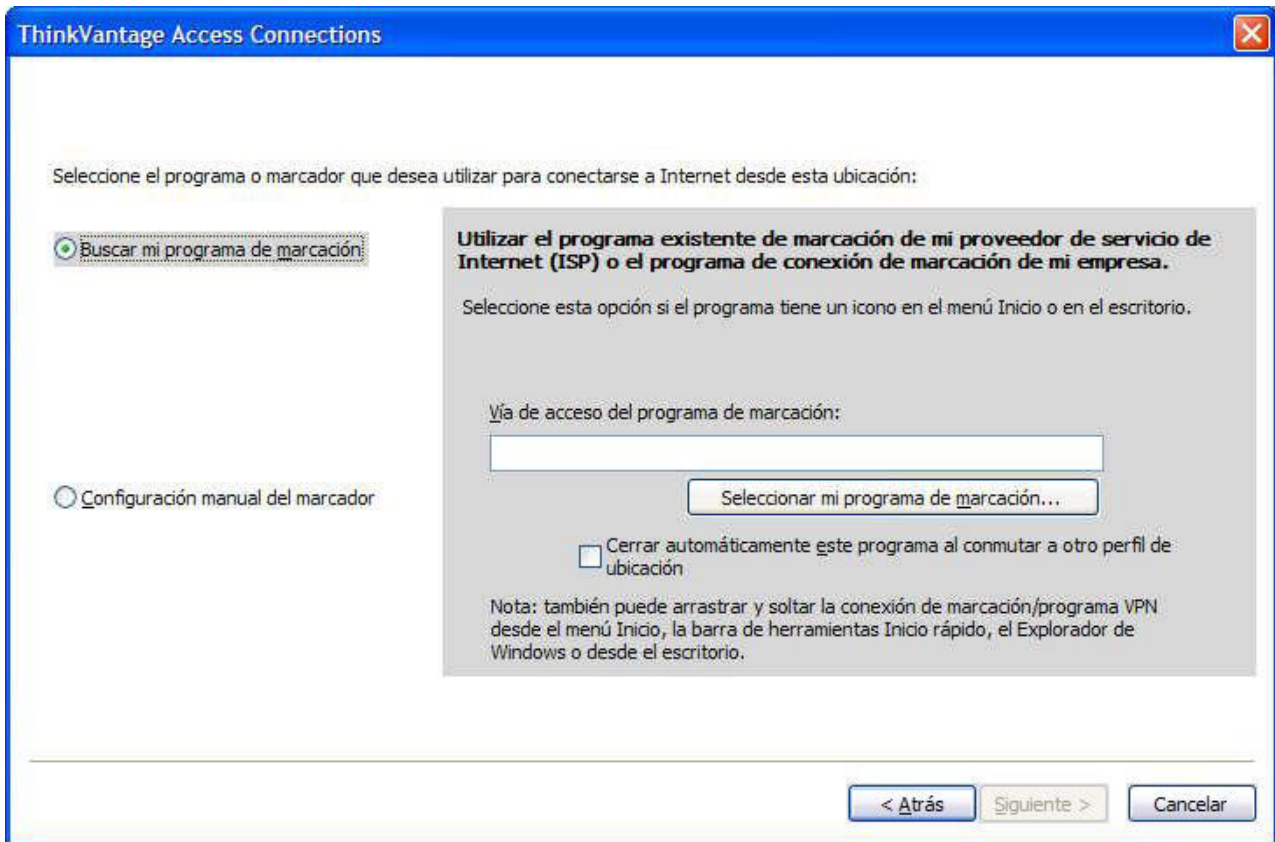 ThinkVantage Access Connections
Seleccione el programa o marcador que desea utilizar para conectarse a Internet desde esta ubicación:
Buscar mi programa de marcación
Utilizar el programa existente de marcación de mi proveedor de servicio de
Internet (ISP) o el programa de conexión de marcación de mi empresa.
Seleccione esta opción si el programa tiene un icono en el menú Inicio o en el escritorio.
Vía de acceso del programa de marcación:
Configuración manual del marcador
Seleccionar mi programa de marcación...
Cerrar automáticamente este programa al conmutar a otro perfil de
ubicación
Nota: también puede arrastrar y soltar la conexión de marcación/programa VPN
desde el menú Inicio, la barra de herramientas Inicio rápido, el Explorador de
Windows o desde el escritorio.
< Atrás
Siguiente >
Cancelar